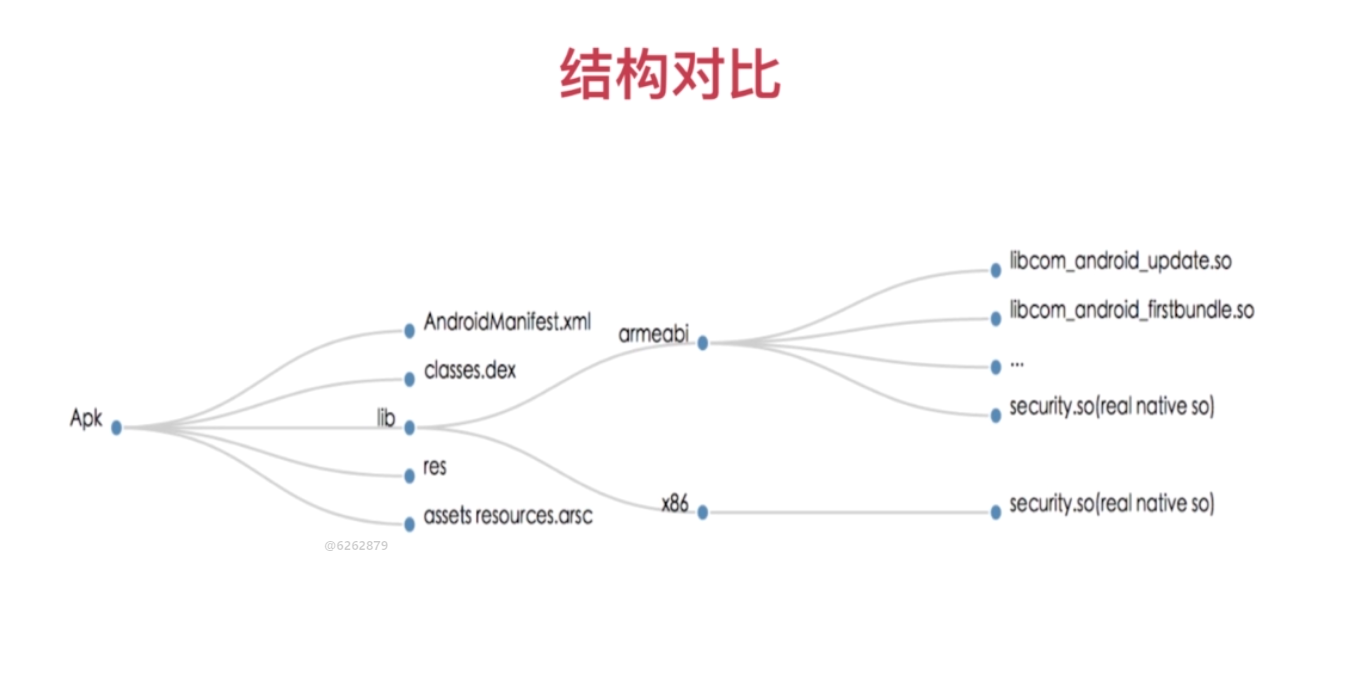 结构对比
libcom_android_update.so
libcom_android_firstbundle.so
AndroidManifest.xml
armeabi
...
classes.dex
security.so(real native so)
Apk
lib
res
x86
security.so(real native so)
assets resources.arsc
@6262879